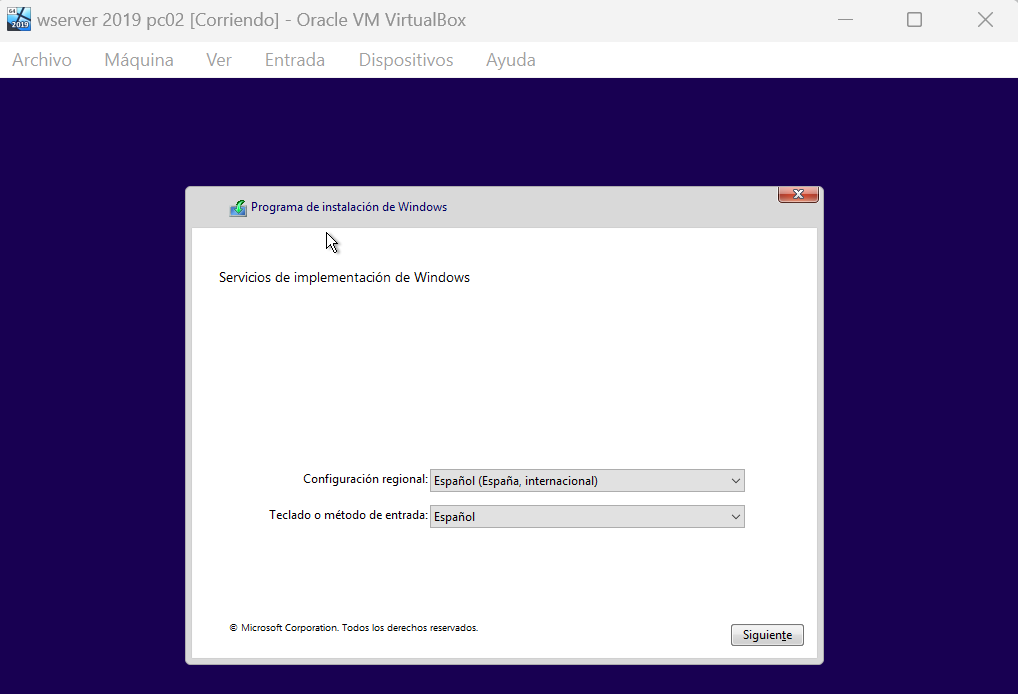 64
2019
wserver 2019 pc02 [Corriendo] - Oracle VM VirtualBox
Archivo Máquina Ver Entrada Dispositivos Ayuda
Programa de instalación de Windows
Servicios de implementación de Windows
Configuración regional: Español (España, internacional)
Teclado o método de entrada: Español
© Microsoft Corporation. Todos los derechos reservados.
Siguiente